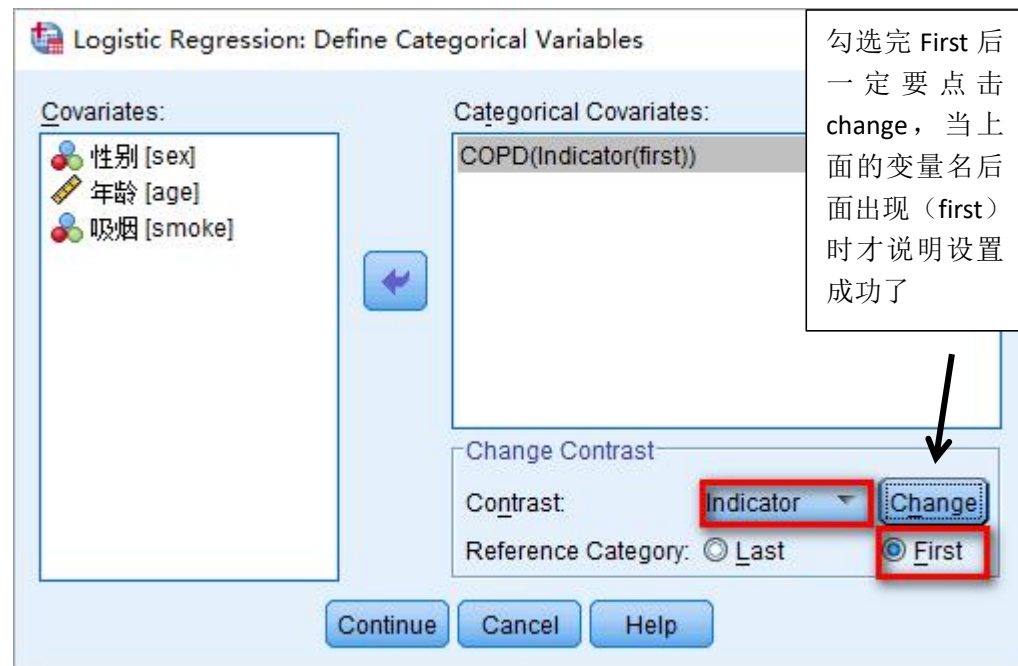 Logistic Regression: Define Categorical Variables
勾选完 First 后
一定要点击
change，当上
面的变量名后
面出现（first）
时才说明设置
成功了
Covariates:
性别 [sex]
年龄 [age]
吸烟 [smoke]
Categorical Covariates:
COPD(Indicator(first))
Change Contrast
Contrast: Indicator Change
Reference Category: Last First
Continue Cancel Help